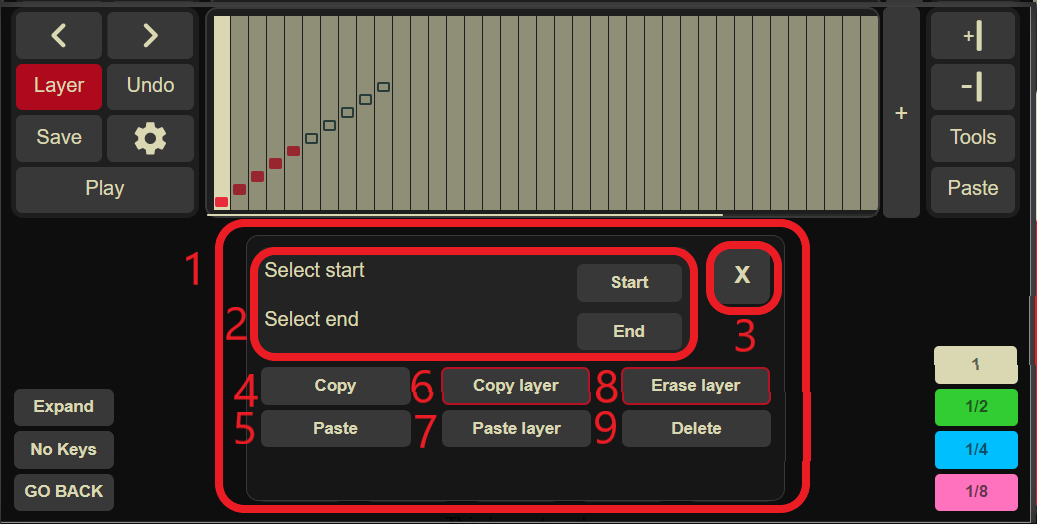 <
>
Layer
Undo
Save
Play
+
+
-
Tools
Paste
1
Select start
Start
X
2
Select end
End
3
4
Copy
6
Copy layer
8
Erase layer
5
Paste
7
Paste layer
9
Delete
Expand
No Keys
GO BACK
1
1/2
1/4
1/8